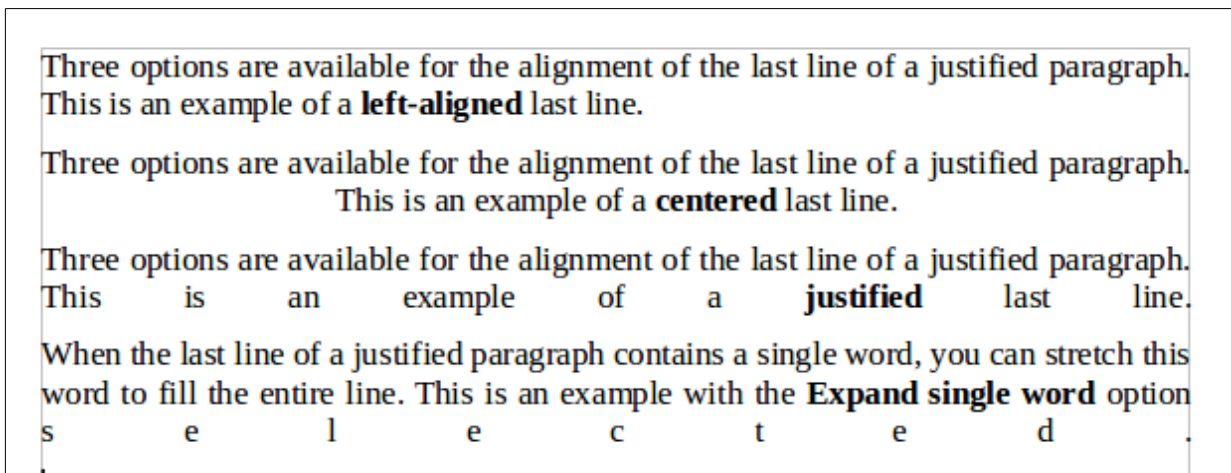 Three options are available for the alignment of the last line of a justified paragraph.
This is an example of a left-aligned last line.
Three options are available for the alignment of the last line of a justified paragraph.
This is an example of a centered last line.
Three options are available for the alignment of the last line of a justified paragraph.
This is an example of a justified last line.
When the last line of a justified paragraph contains a single word, you can stretch this
word to fill the entire line. This is an example with the Expand single word option
s e l e c t e d .